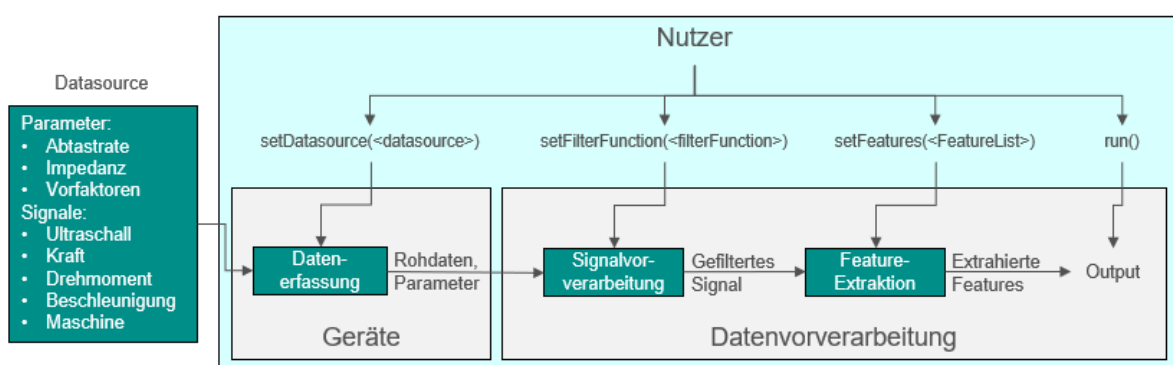 Nutzer
Datasource
Parameter:
• Abtastrate
• Impedanz
• Vorfaktoren
Signale:
• Ultraschall
• Kraft
• Drehmoment
• Beschleunigung
• Maschine
setDatasource(<datasource>)
setFilterFunction(<filterFunction>)
setFeatures(<FeatureList>)
run()
Daten-
erfassung
Rohdaten,
Parameter
Signalvor-
verarbeitung
Gefiltertes
Signal
Feature-
Extraktion
Extrahierte
Features
Output
Geräte
Datenvorverarbeitung